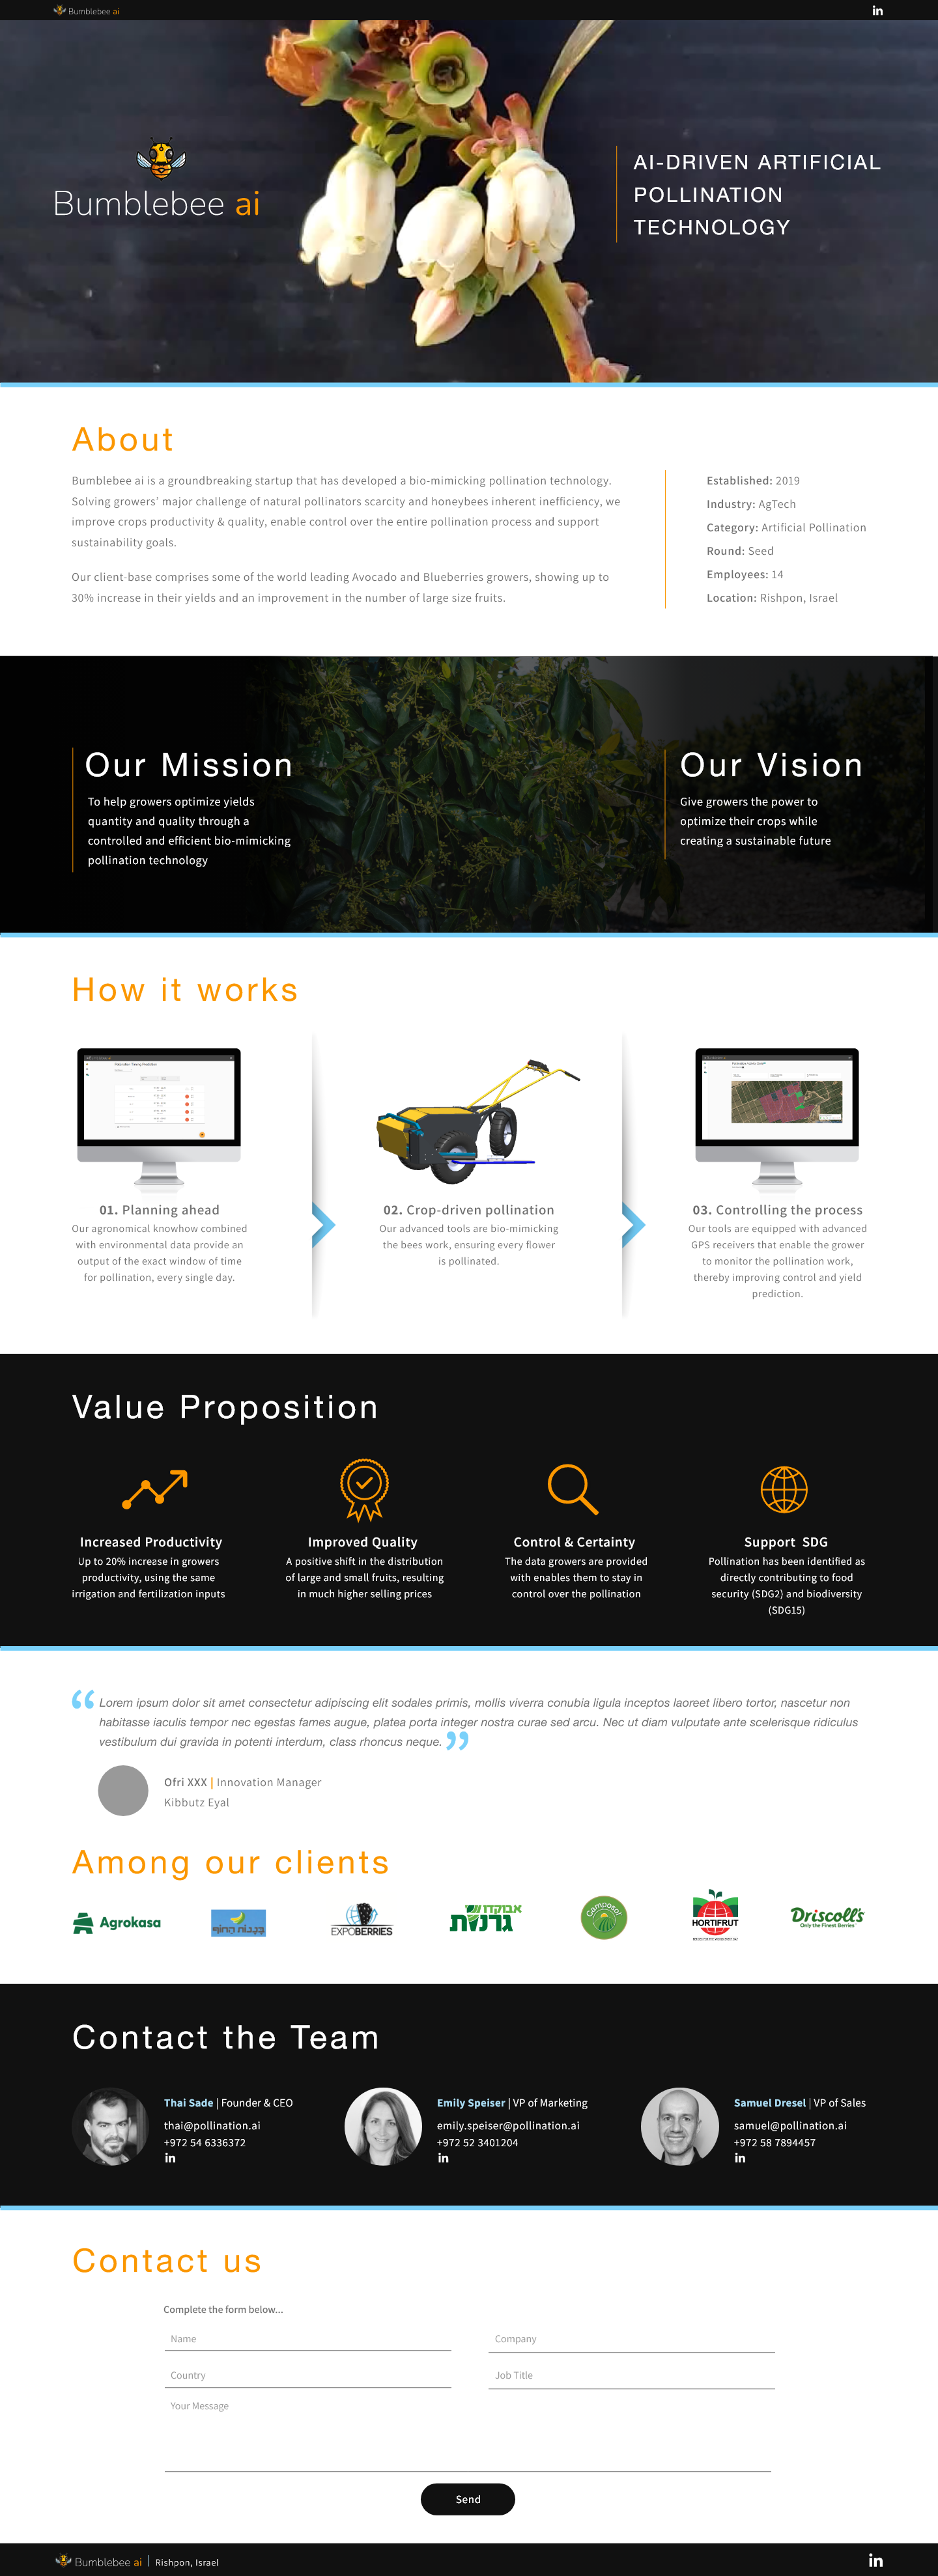 Bumblebee ai
in
Bumblebee ai
AI-DRIVEN ARTIFICIAL
POLLINATION
TECHNOLOGY
About
Bumblebee ai is a groundbreaking startup that has developed a bio-mimicking pollination technology.
Solving growers' major challenge of natural pollinators scarcity and honeybees inherent inefficiency, we
improve crops productivity & quality, enable control over the entire pollination process and support
sustainability goals.
Our client-base comprises some of the world leading Avocado and Blueberries growers, showing up to
30% increase in their yields and an improvement in the number of large size fruits.
Established: 2019
Industry: AgTech
Category: Artificial Pollination
Round: Seed
Employees: 14
Location: Rishpon, Israel
Our Mission
To help growers optimize yields
quantity and quality through a
controlled and efficient bio-mimicking
pollination technology
Our Vision
Give growers the power to
optimize their crops while
creating a sustainable future
How it works
01. Planning ahead
Our agronomical knowhow combined
with environmental data provide an
output of the exact window of time
for pollination, every single day.
02. Crop-driven pollination
Our advanced tools are bio-mimicking
the bees work, ensuring every flower
is pollinated.
03. Controlling the process
Our tools are equipped with advanced
GPS receivers that enable the grower
to monitor the pollination work,
thereby improving control and yield
prediction.
Value Proposition
Increased Productivity
Up to 20% increase in growers
productivity, using the same
irrigation and fertilization inputs
Improved Quality
A positive shift in the distribution
of large and small fruits, resulting
in much higher selling prices
Control & Certainty
The data growers are provided
with enables them to stay in
control over the pollination
Support SDG
Pollination has been identified as
directly contributing to food
security (SDG2) and biodiversity
(SDG15)
“ Lorem ipsum dolor sit amet consectetur adipiscing elit sodales primis, mollis viverra conubia ligula inceptos laoreet libero tortor, nascetur non
habitasse iaculis tempor nec egestas fames augue, platea porta integer nostra curae sed arcu. Nec ut diam vulputate ante scelerisque ridiculus
vestibulum dui gravida in potenti interdum, class rhoncus neque. ”
Ofri XXX | Innovation Manager
Kibbutz Eyal
Among our clients
Agrokasa
EXPOBERRIES
אבוקדו
גרנות
Camposol
HORTIFRUT
Driscoll's
Only the Finest Berries
Contact the Team
Thai Sade | Founder & CEO
thai@pollination.ai
+972 54 6336372
in
Emily Speiser | VP of Marketing
emily.speiser@pollination.ai
+972 52 3401204
in
Samuel Dresel | VP of Sales
samuel@pollination.ai
+972 58 7894457
in
Contact us
Complete the form below...
Name
Company
Country
Job Title
Your Message
Send
Bumblebee ai | Rishpon, Israel
in